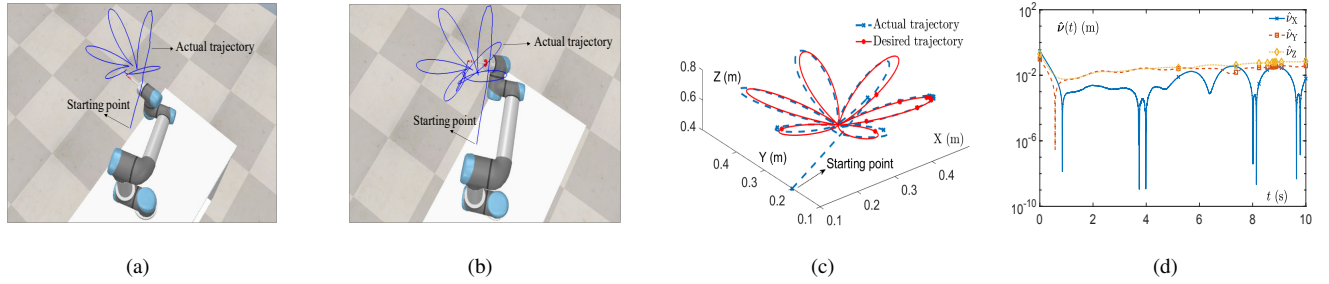 Actual trajectory
Starting point
(a)
Actual trajectory
Starting point
(b)
Actual trajectory
Desired trajectory
Z (m)
0.8
0.6
0.4
X (m)
Y (m)
Starting point
0.4
0.3
0.2
0.1
0.1
0.2
0.3
0.4
(c)
10^2
10^-2
10^-6
10^-10
ν̂(t) (m)
ν̂X
ν̂Y
ν̂Z
t (s)
0 2 4 6 8 10
(d)